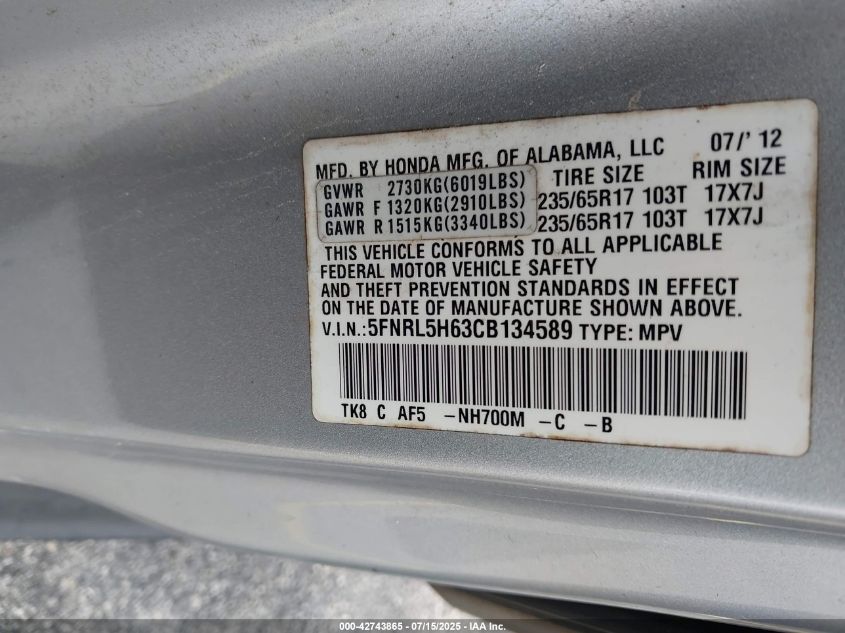 MFD. BY HONDA MFG. OF ALABAMA, LLC 07/' 12
TIRE SIZE RIM SIZE
GVWR 2730KG(6019LBS)
GAWR F 1320KG(2910LBS) 235/65R17 103T 17X7J
GAWR R 1515KG(3340LBS) 235/65R17 103T 17X7J
THIS VEHICLE CONFORMS TO ALL APPLICABLE
FEDERAL MOTOR VEHICLE SAFETY
AND THEFT PREVENTION STANDARDS IN EFFECT
ON THE DATE OF MANUFACTURE SHOWN ABOVE.
V.I.N.:5FNRL5H63CB134589 TYPE: MPV
TK8 C AF5 -NH700M -C -B
000-42743865 / 07/15/2025 / IAA Inc.